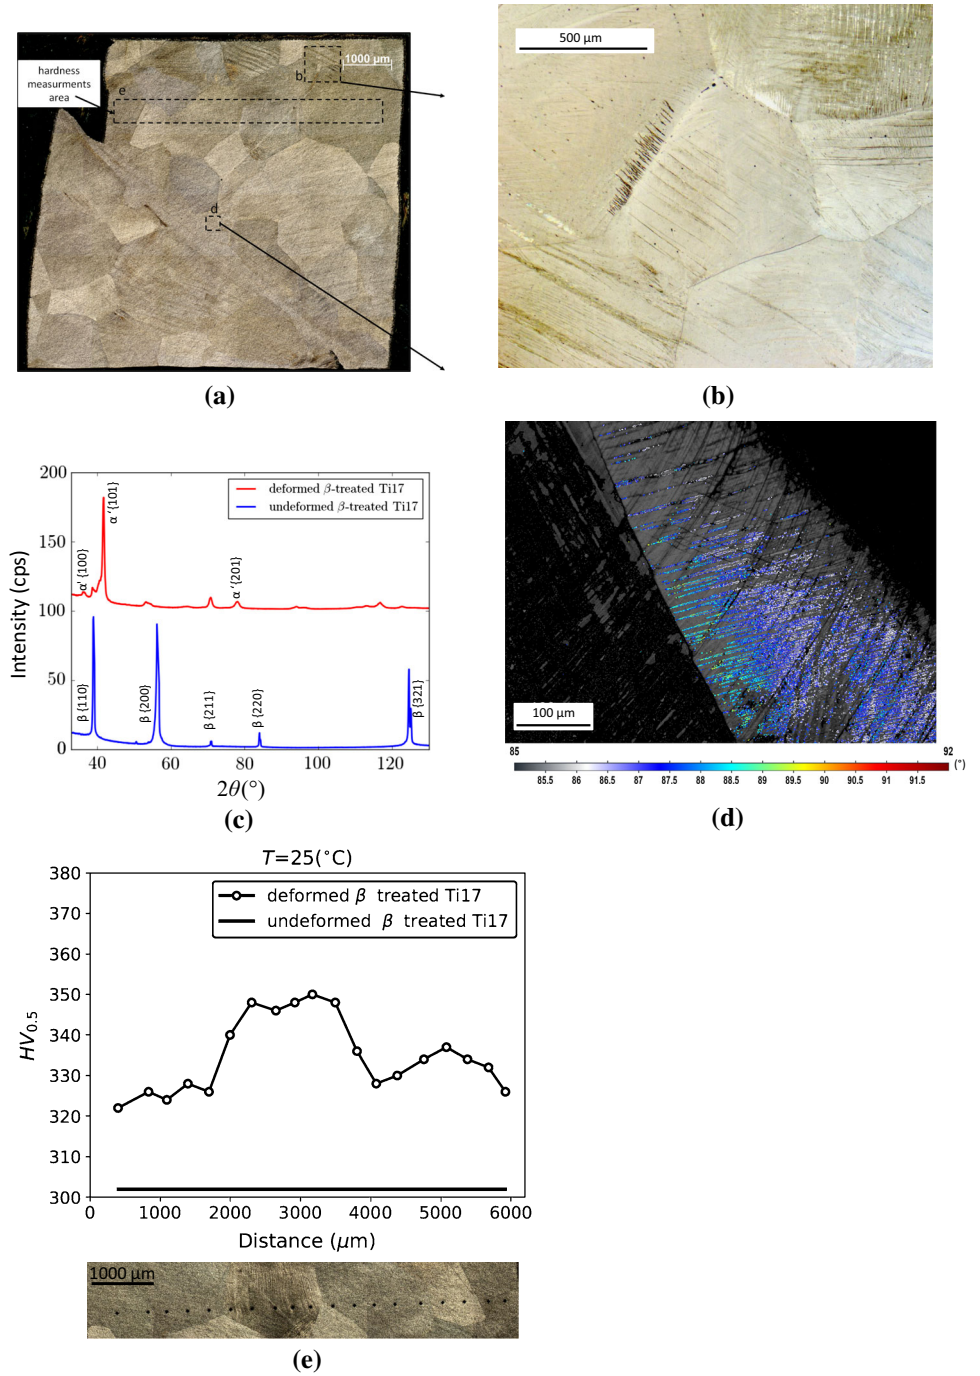 hardness
measurments
area
e
b
1000 µm
d
(a)
500 µm
(b)
200
150
100
50
0
Intensity (cps)
deformed β-treated Ti17
undeformed β-treated Ti17
α' {100}
α '{101}
α '{201}
β {110}
β {200}
β {211}
β {220}
β {321}
40 60 80 100 120
2θ(°)
(c)
100 µm
85 92
85.5 86 86.5 87 87.5 88 88.5 89 89.5 90 90.5 91 91.5
(°)
(d)
T=25(°C)
deformed β treated Ti17
undeformed β treated Ti17
380
370
360
350
340
330
320
310
300
HV0.5
0 1000 2000 3000 4000 5000 6000
Distance (µm)
1000 µm
(e)